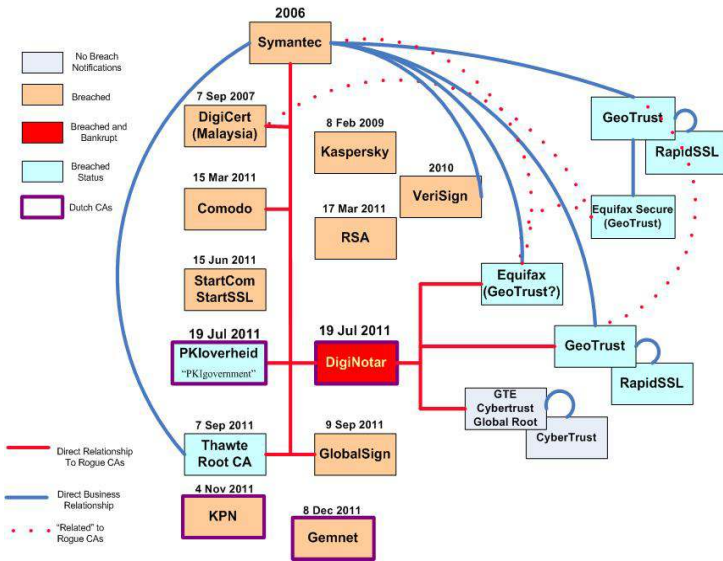 2006
Symantec
No Breach
Notifications
Breached
Breached and
Bankrupt
Breached
Status
Dutch CAs
7 Sep 2007
DigiCert
(Malaysia)
8 Feb 2009
Kaspersky
2010
VeriSign
GeoTrust
RapidSSL
15 Mar 2011
Comodo
17 Mar 2011
RSA
Equifax Secure
(GeoTrust)
15 Jun 2011
StartCom
StartSSL
Equifax
(GeoTrust?)
19 Jul 2011
PKIoverheid
"PKIgovernment"
19 Jul 2011
DigiNotar
GeoTrust
RapidSSL
GTE
Cybertrust
Global Root
CyberTrust
7 Sep 2011
Thawte
Root CA
9 Sep 2011
GlobalSign
Direct Relationship
To Rogue CAs
Direct Business
Relationship
"Related" to
Rogue CAs
4 Nov 2011
KPN
8 Dec 2011
Gemnet